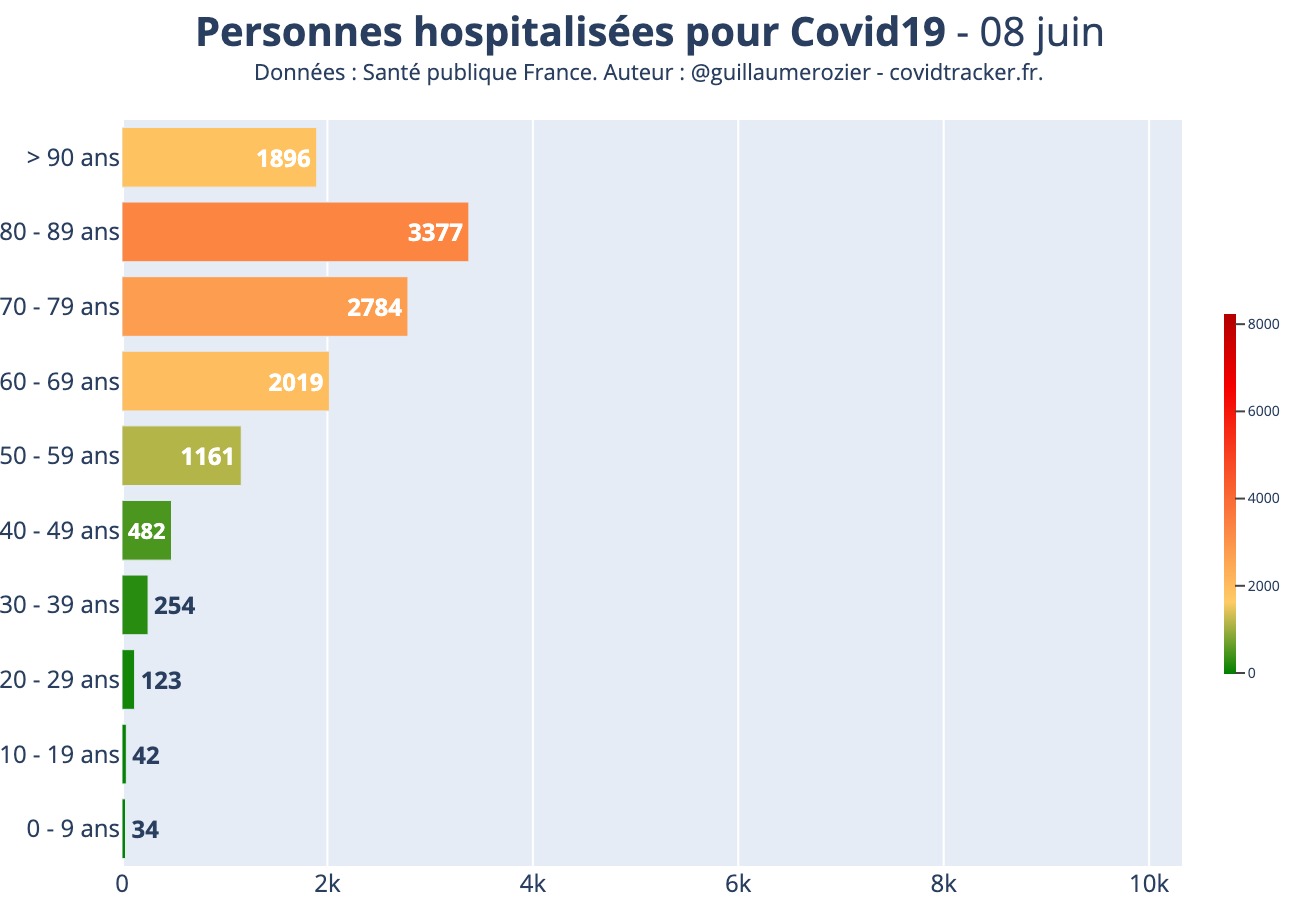 Personnes hospitalisées pour Covid19 - 08 juin
Données : Santé publique France. Auteur : @guillaumerozier - covidtracker.fr.
> 90 ans 1896
80 - 89 ans 3377
70 - 79 ans 2784
60 - 69 ans 2019
50 - 59 ans 1161
40 - 49 ans 482
30 - 39 ans 254
20 - 29 ans 123
10 - 19 ans 42
0 - 9 ans 34
0 2k 4k 6k 8k 10k
8000
6000
4000
2000
0